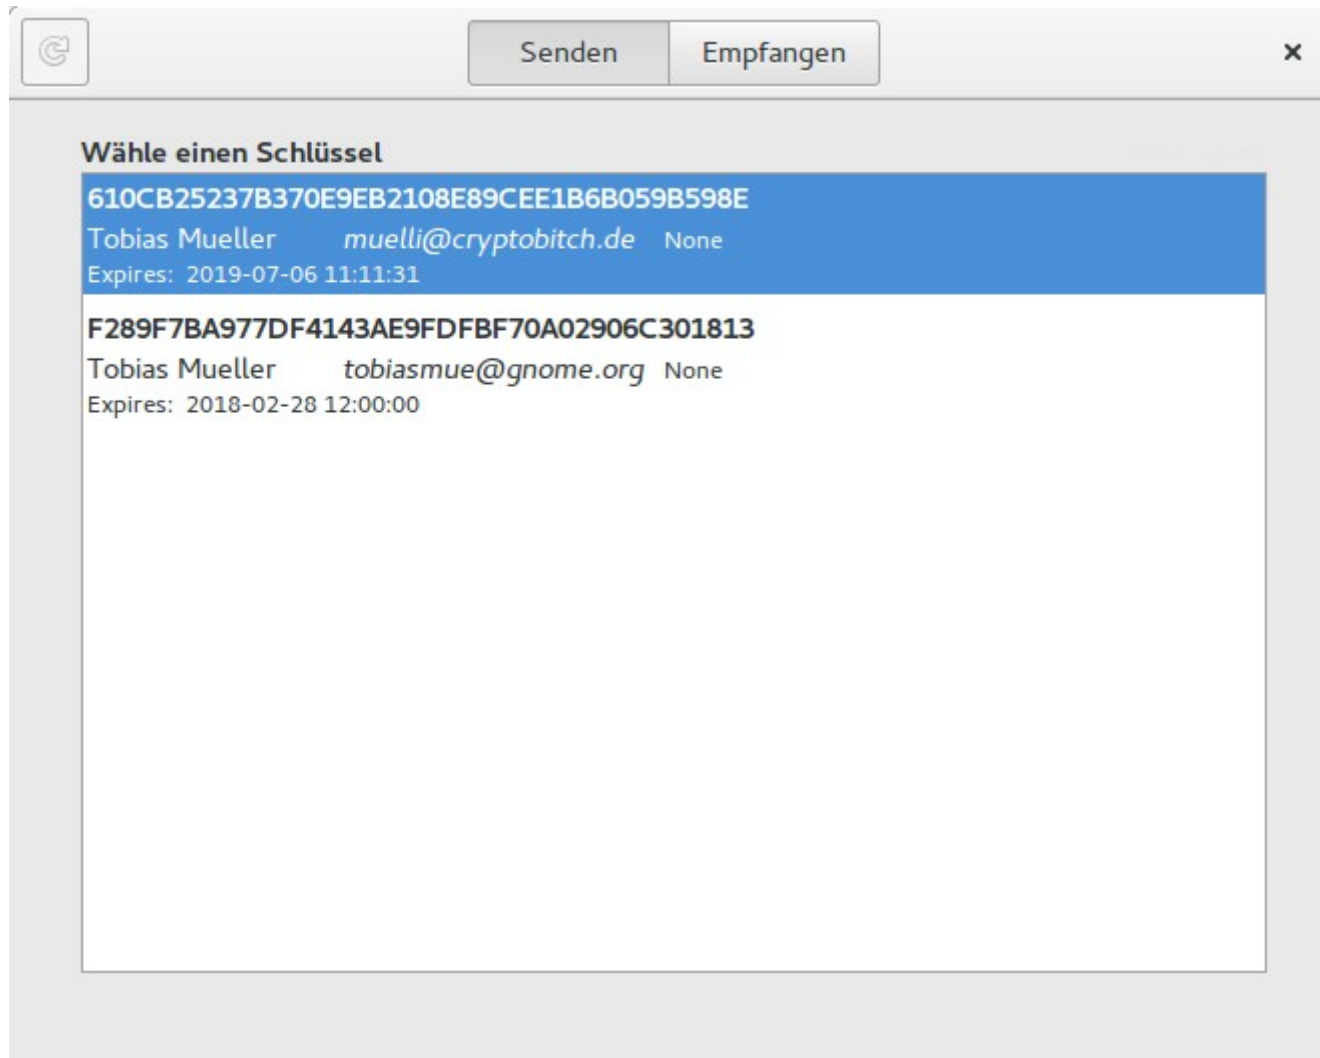 Senden Empfangen ×
Wähle einen Schlüssel
610CB25237B370E9EB2108E89CEE1B6B059B598E
Tobias Mueller muelli@cryptobitch.de None
Expires: 2019-07-06 11:11:31
F289F7BA977DF4143AE9FDFBF70A02906C301813
Tobias Mueller tobiasmue@gnome.org None
Expires: 2018-02-28 12:00:00